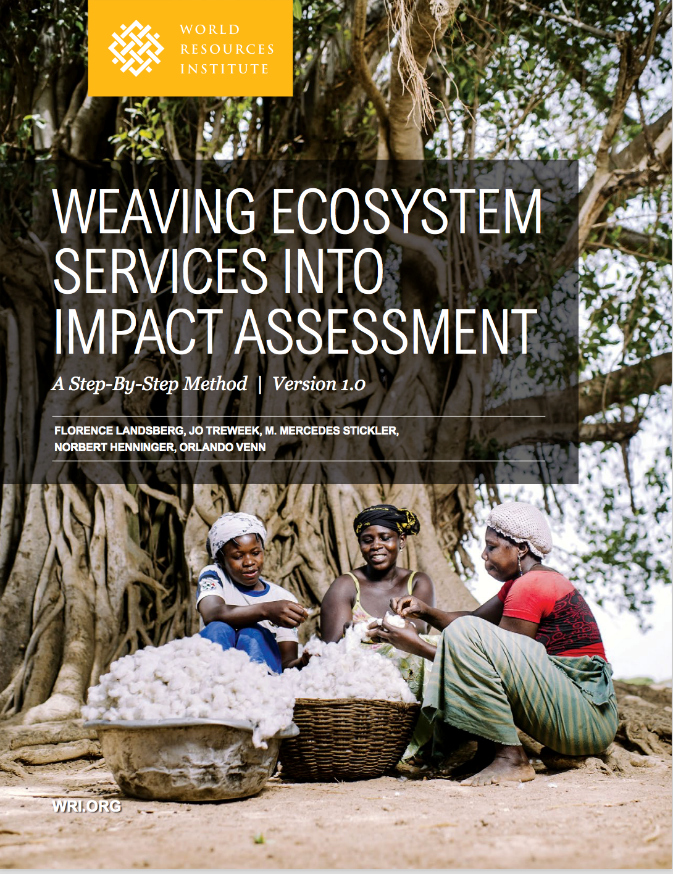 WORLD
RESOURCES
INSTITUTE
WEAVING ECOSYSTEM
SERVICES INTO
IMPACT ASSESSMENT
A Step-By-Step Method | Version 1.0
FLORENCE LANDSBERG, JO TREWEEK, M. MERCEDES STICKLER,
NORBERT HENNINGER, ORLANDO VENN
WRI.ORG